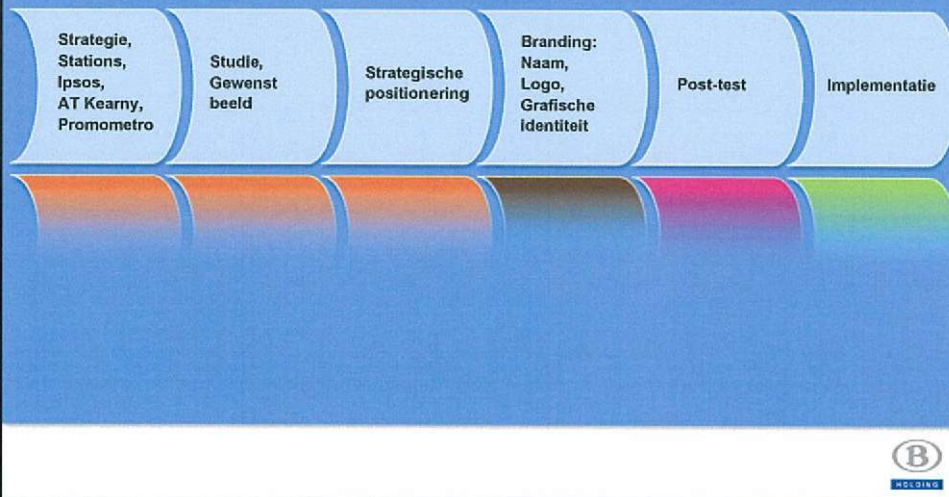 Strategie,
Stations,
Ipsos,
AT Kearny,
Promometro
Studie,
Gewenst
beeld
Strategische
positionering
Branding:
Naam,
Logo,
Grafische
identiteit
Post-test
Implementatie
B
HOLDING